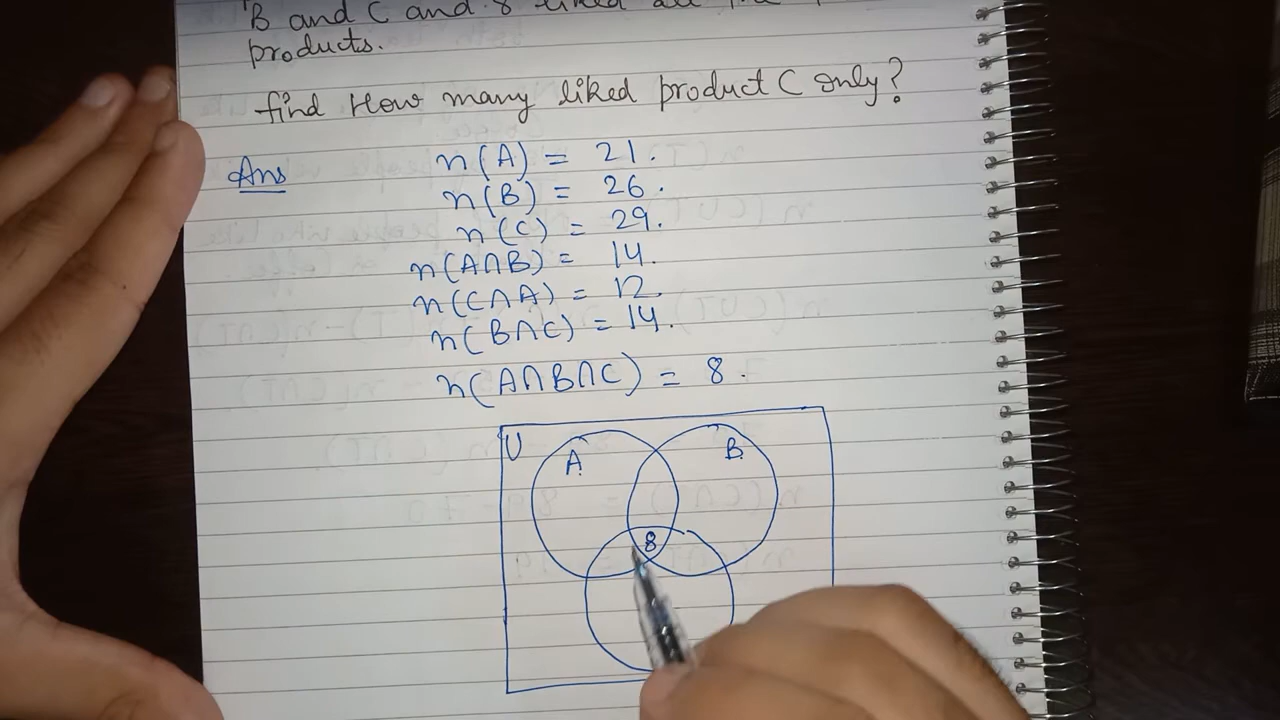 B and C and 8 liked all the
products.
find How many liked product C only?
Ans
n(A) = 21.
n(B) = 26.
n(C) = 29.
n(A∩B) = 14.
n(C∩A) = 12.
n(B∩C) = 14.
n(A∩B∩C) = 8.
U
A
B
8